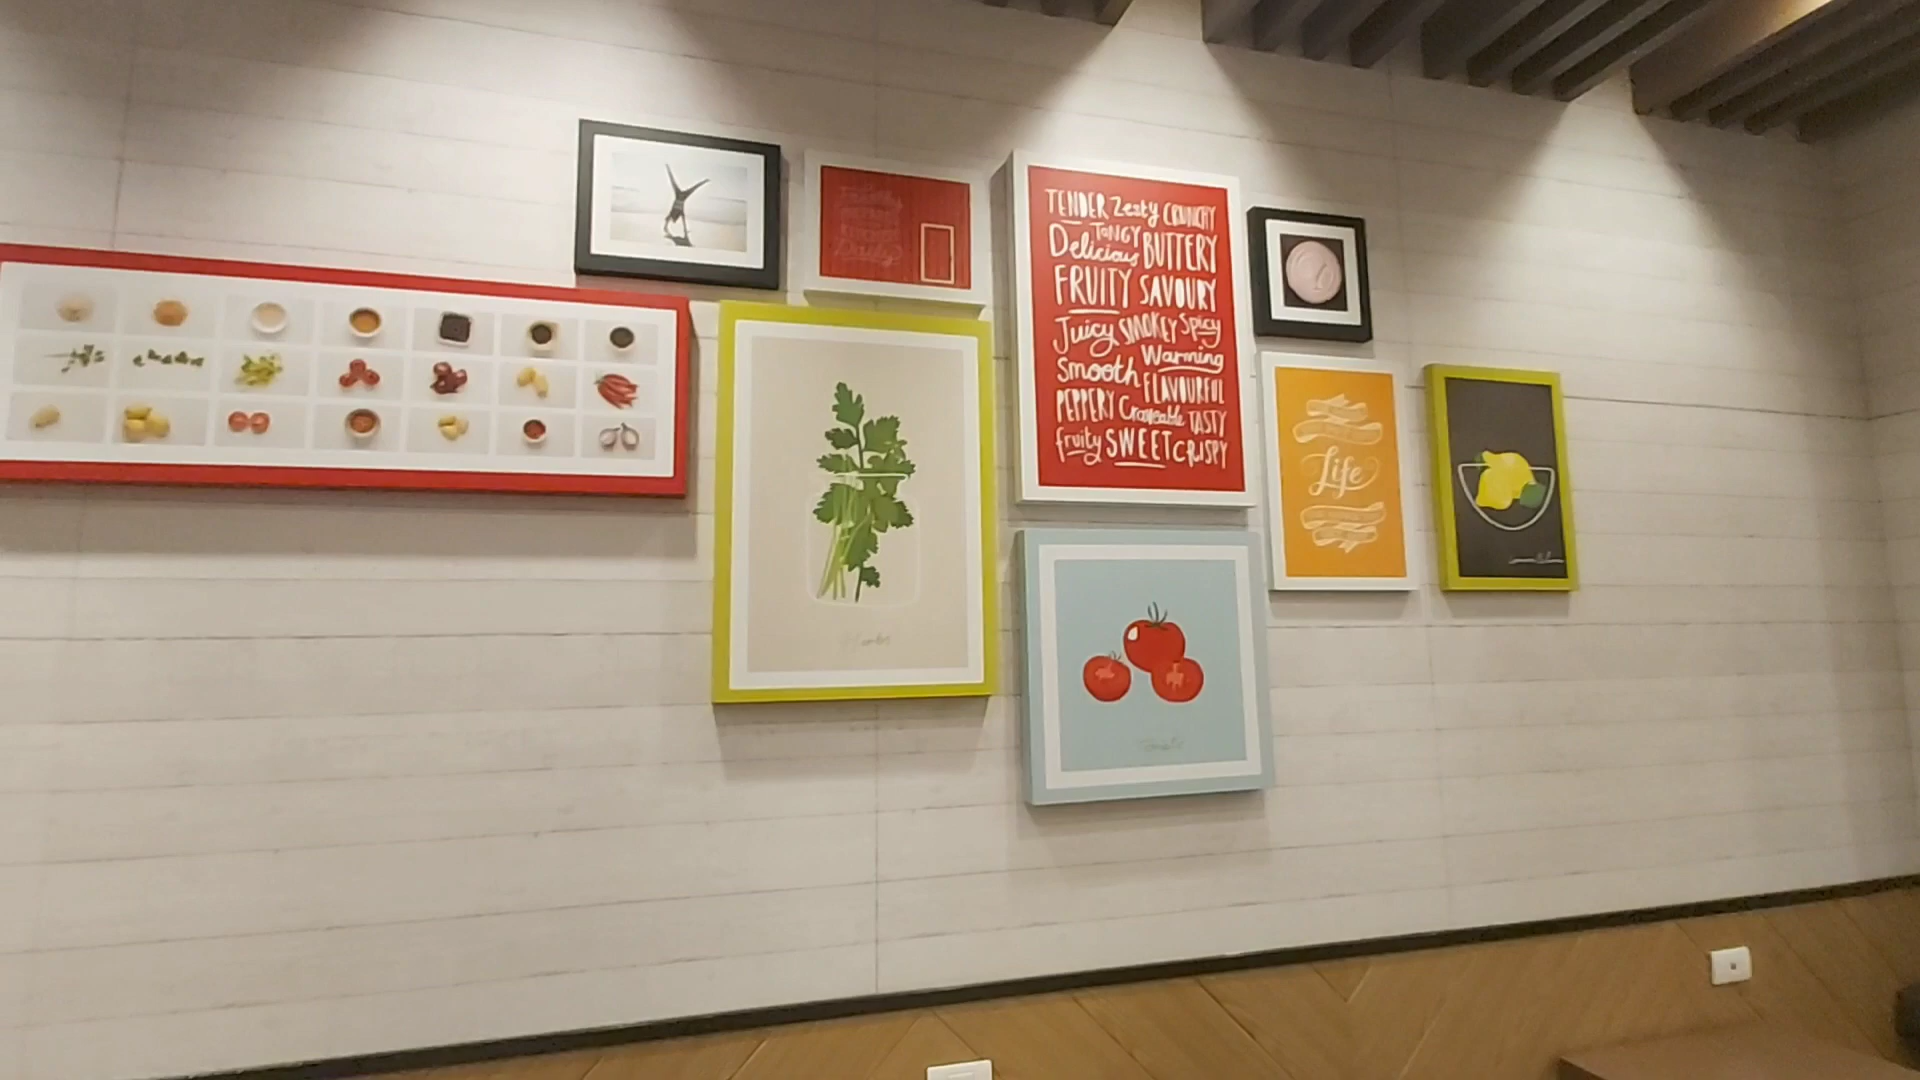 TENDER Zesty CRUNCHY
TANGY
Delicious BUTTERY
FRUITY SAVOURY
Juicy SMOKEY Spicy
Smooth Warming
FLAVOURFUL
PEPPERY Craveable TASTY
fruity SWEET CRISPY
Daily
Life